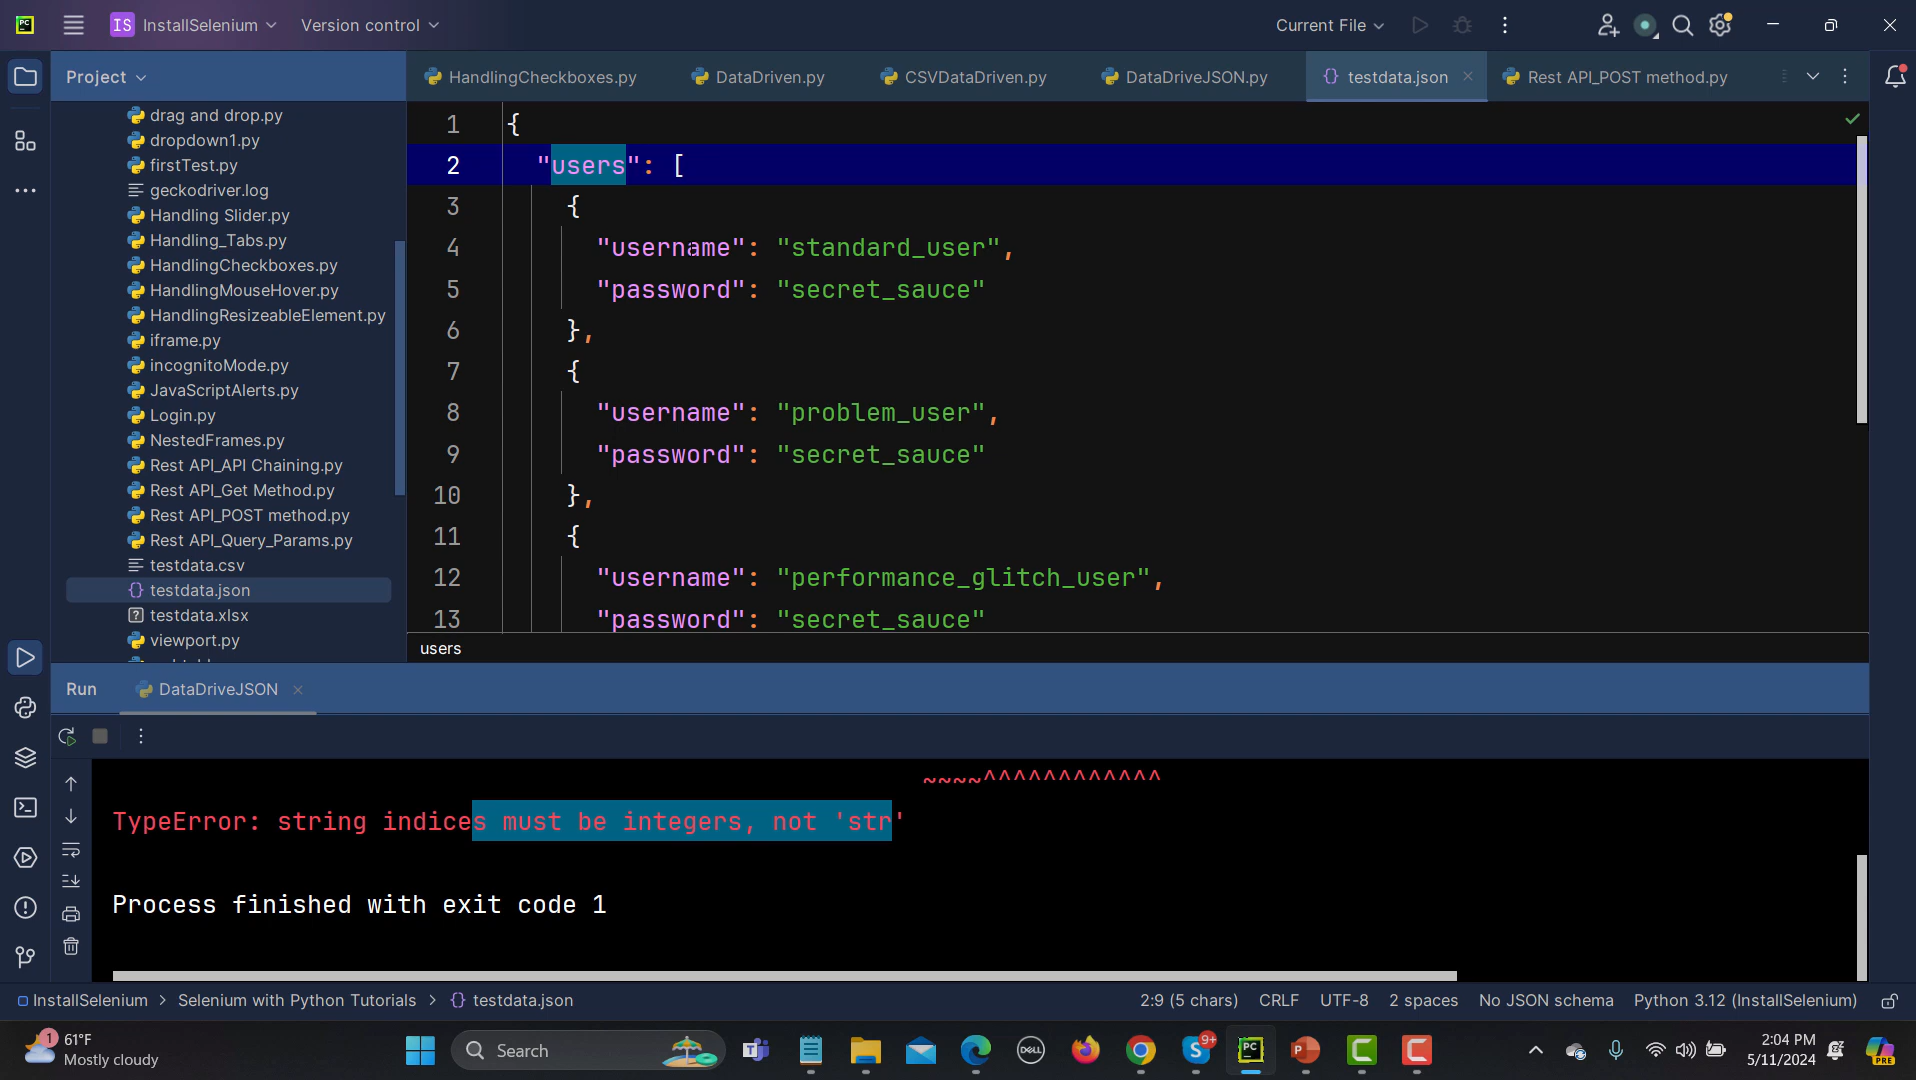 PC
IS InstallSelenium
Version control
Current File
Project
HandlingCheckboxes.py
DataDriven.py
CSVDataDriven.py
DataDriveJSON.py
testdata.json
Rest API_POST method.py
drag and drop.py
dropdown1.py
firstTest.py
geckodriver.log
Handling Slider.py
Handling_Tabs.py
HandlingCheckboxes.py
HandlingMouseHover.py
HandlingResizeableElement.py
iframe.py
incognitoMode.py
JavaScriptAlerts.py
Login.py
NestedFrames.py
Rest API_API Chaining.py
Rest API_Get Method.py
Rest API_POST method.py
Rest API_Query_Params.py
testdata.csv
testdata.json
testdata.xlsx
viewport.py
1 {
2 "users": [
3 {
4 "username": "standard_user",
5 "password": "secret_sauce"
6 },
7 {
8 "username": "problem_user",
9 "password": "secret_sauce"
10 },
11 {
12 "username": "performance_glitch_user",
13 "password": "secret_sauce"
users
Run
DataDriveJSON
~~~~^^^^^^^^^^^^
TypeError: string indices must be integers, not 'str'
Process finished with exit code 1
InstallSelenium > Selenium with Python Tutorials > testdata.json
2:9 (5 chars)
CRLF
UTF-8
2 spaces
No JSON schema
Python 3.12 (InstallSelenium)
1
61°F
Mostly cloudy
Search
DELL
9+
PC
P
C
C
2:04 PM
5/11/2024
PRE